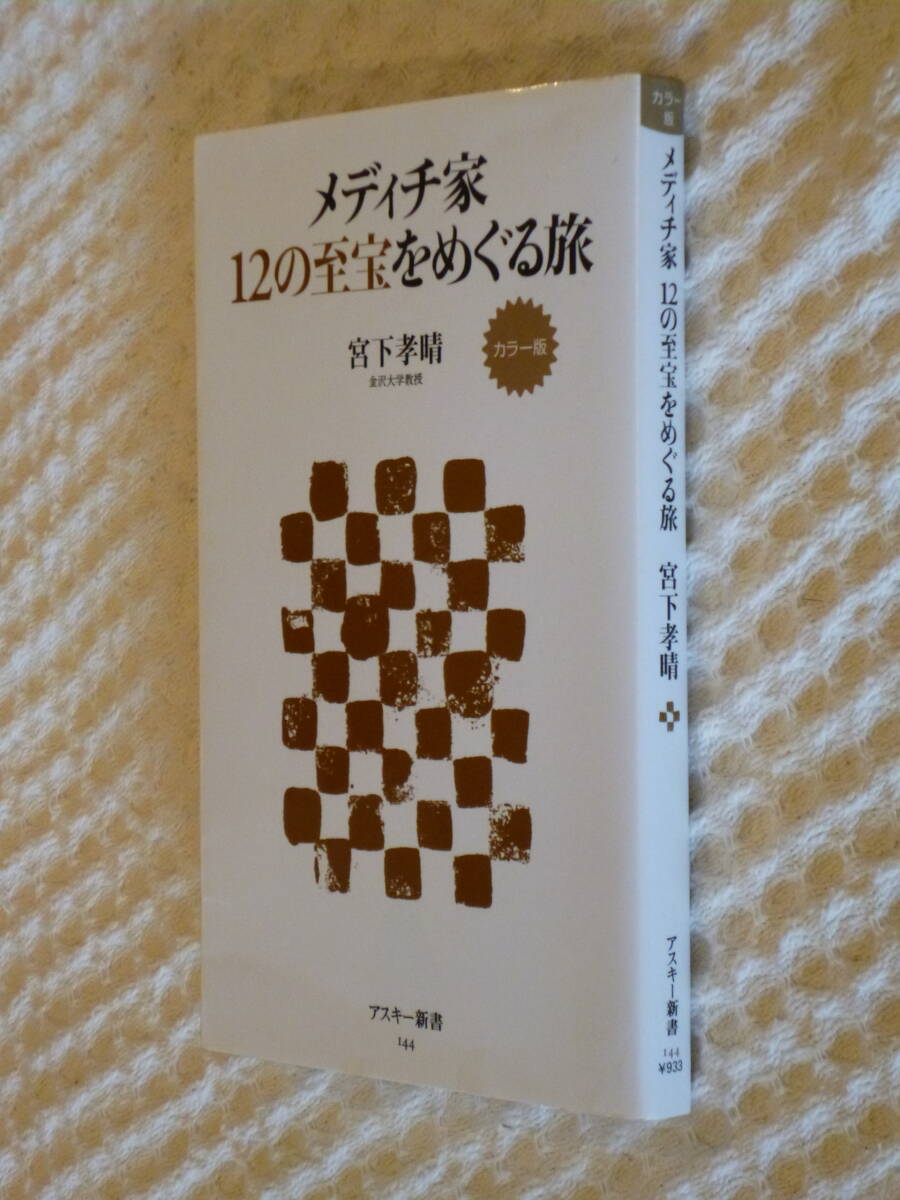 メディチ家
12の至宝をめぐる旅
宮下孝晴
金沢大学教授
カラー版
アスキー新書
144
カラー
版
メディチ家 12の至宝をめぐる旅 宮下孝晴
アスキー新書
144
¥933